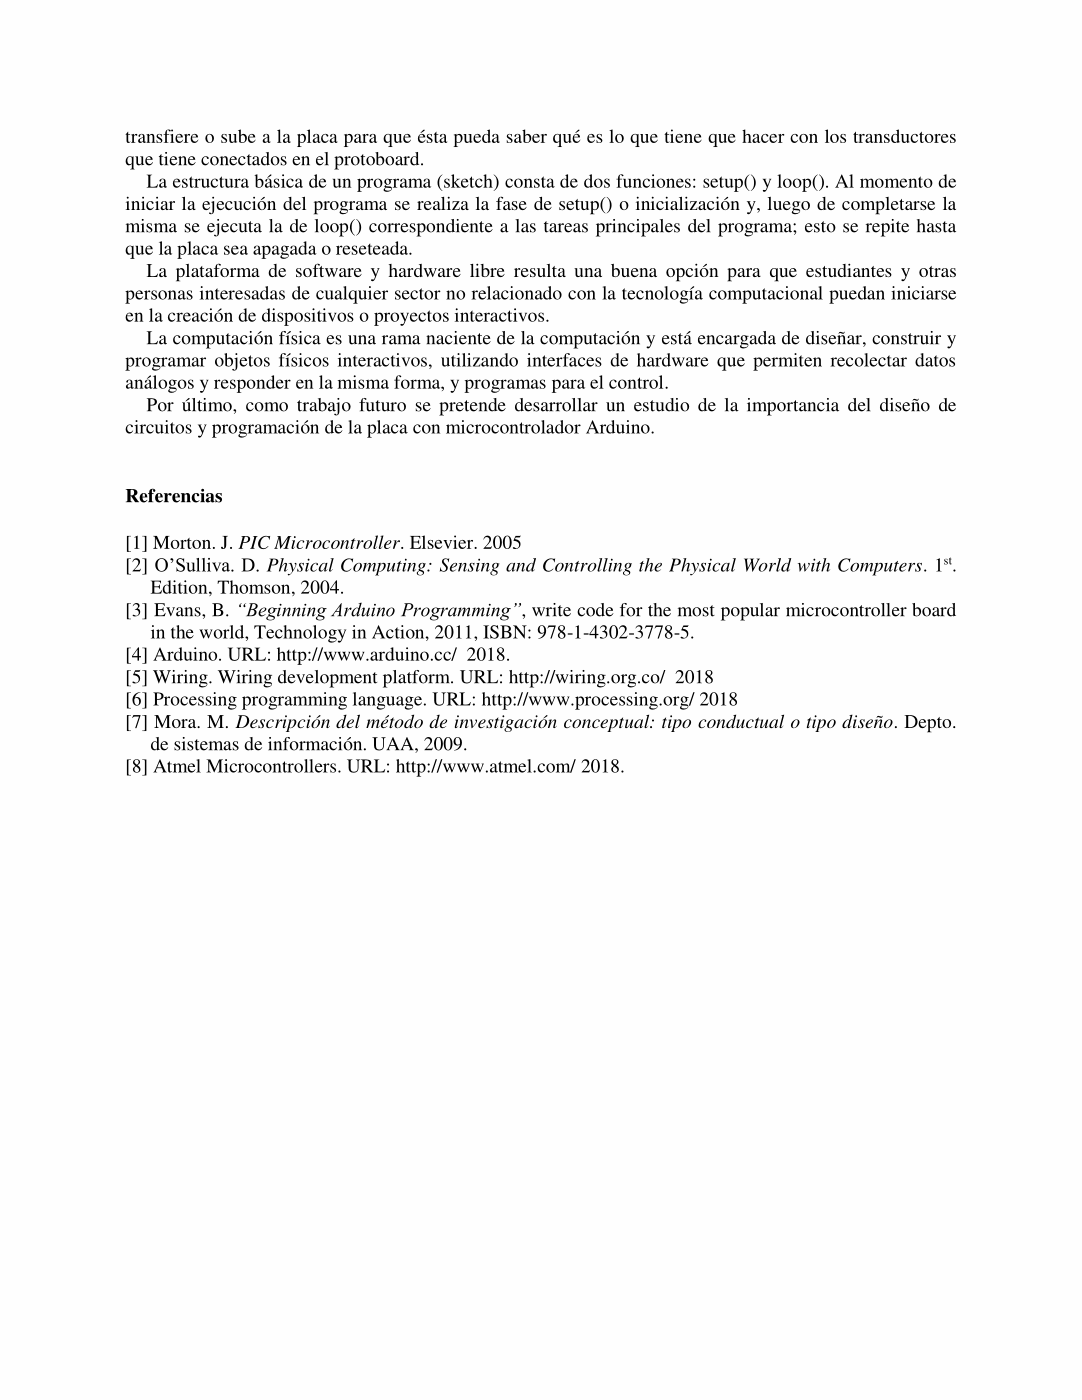 transfiere o sube a la placa para que ésta pueda saber qué es lo que tiene que hacer con los transductores
que tiene conectados en el protoboard.
La estructura básica de un programa (sketch) consta de dos funciones: setup() y loop(). Al momento de
iniciar la ejecución del programa se realiza la fase de setup() o inicialización y, luego de completarse la
misma se ejecuta la de loop() correspondiente a las tareas principales del programa; esto se repite hasta
que la placa sea apagada o reseteada.
La plataforma de software y hardware libre resulta una buena opción para que estudiantes y otras
personas interesadas de cualquier sector no relacionado con la tecnología computacional puedan iniciarse
en la creación de dispositivos o proyectos interactivos.
La computación física es una rama naciente de la computación y está encargada de diseñar, construir y
programar objetos físicos interactivos, utilizando interfaces de hardware que permiten recolectar datos
análogos y responder en la misma forma, y programas para el control.
Por último, como trabajo futuro se pretende desarrollar un estudio de la importancia del diseño de
circuitos y programación de la placa con microcontrolador Arduino.
Referencias
[1] Morton. J. PIC Microcontroller. Elsevier. 2005
[2] O’Sulliva. D. Physical Computing: Sensing and Controlling the Physical World with Computers. 1st.
Edition, Thomson, 2004.
[3] Evans, B. “Beginning Arduino Programming”, write code for the most popular microcontroller board
in the world, Technology in Action, 2011, ISBN: 978-1-4302-3778-5.
[4] Arduino. URL: http://www.arduino.cc/ 2018.
[5] Wiring. Wiring development platform. URL: http://wiring.org.co/ 2018
[6] Processing programming language. URL: http://www.processing.org/ 2018
[7] Mora. M. Descripción del método de investigación conceptual: tipo conductual o tipo diseño. Depto.
de sistemas de información. UAA, 2009.
[8] Atmel Microcontrollers. URL: http://www.atmel.com/ 2018.